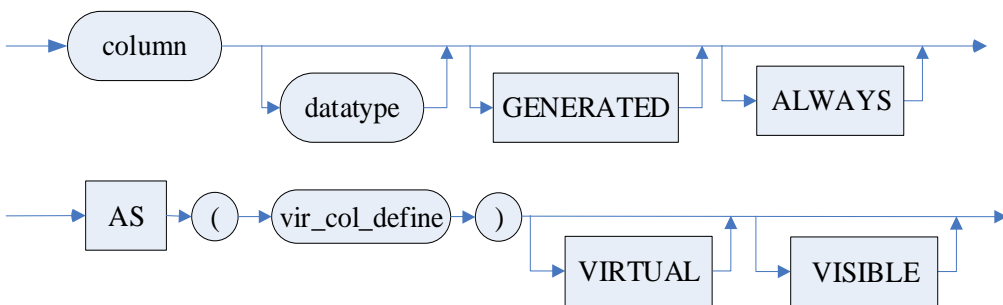 column
datatype
GENERATED
ALWAYS
AS
(
vir_col_define
)
VIRTUAL
VISIBLE